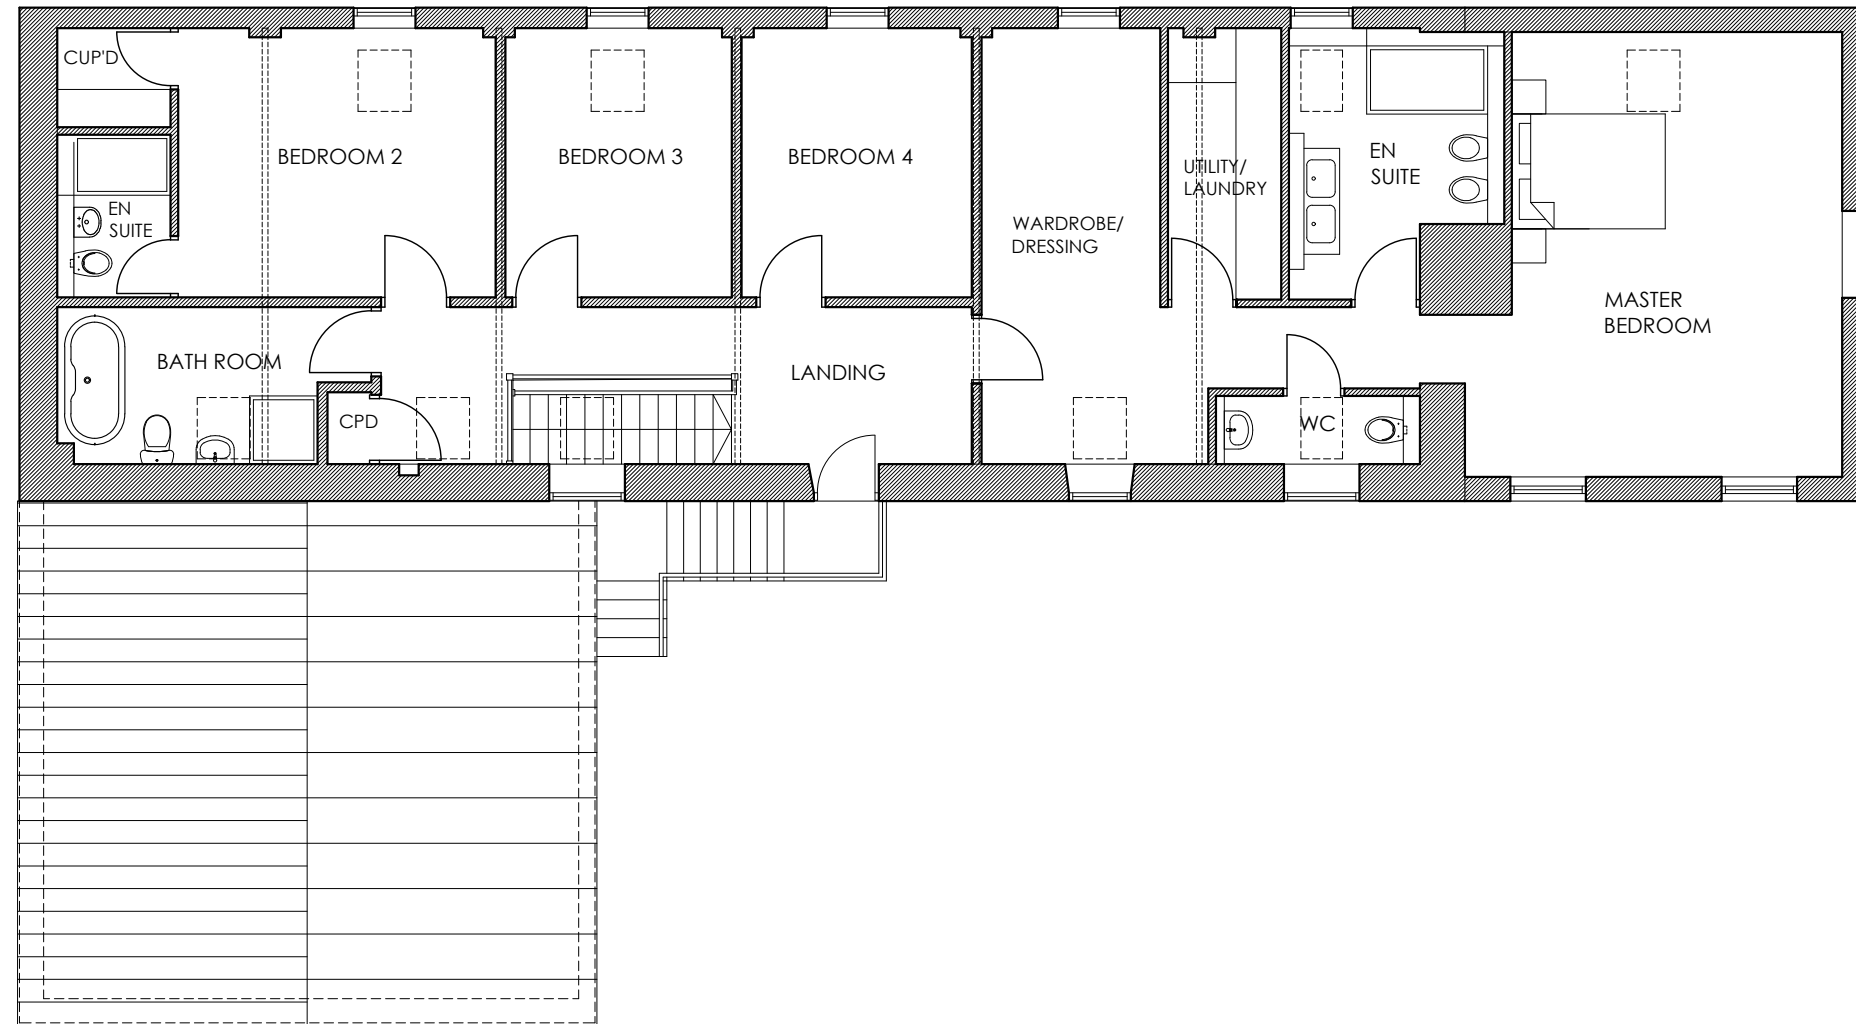 CUP'D
BEDROOM 2
BEDROOM 3
BEDROOM 4
EN
SUITE
UTILITY/
LAUNDRY
EN
SUITE
WARDROBE/
DRESSING
MASTER
BEDROOM
BATH ROOM
LANDING
CPD
WC